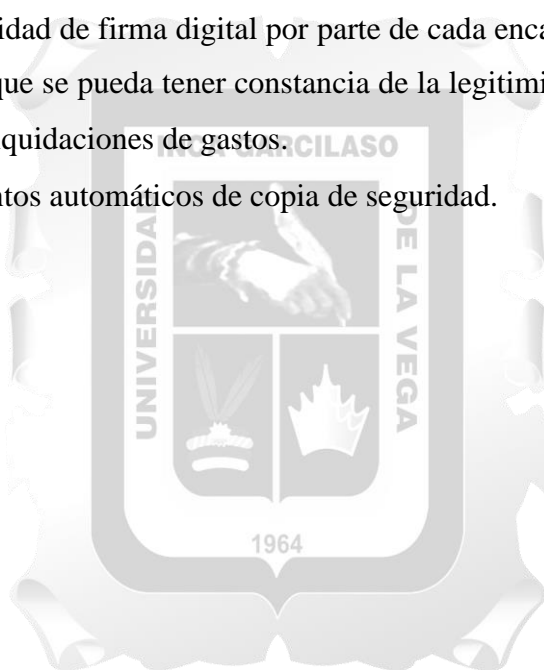 idad de firma digital por parte de cada enca
que se pueda tener constancia de la legitimi
iquidaciones de gastos.
INCA GARCILASO
ntos automáticos de copia de seguridad.
UNIVERSIDAD
DE LA VEGA
1964